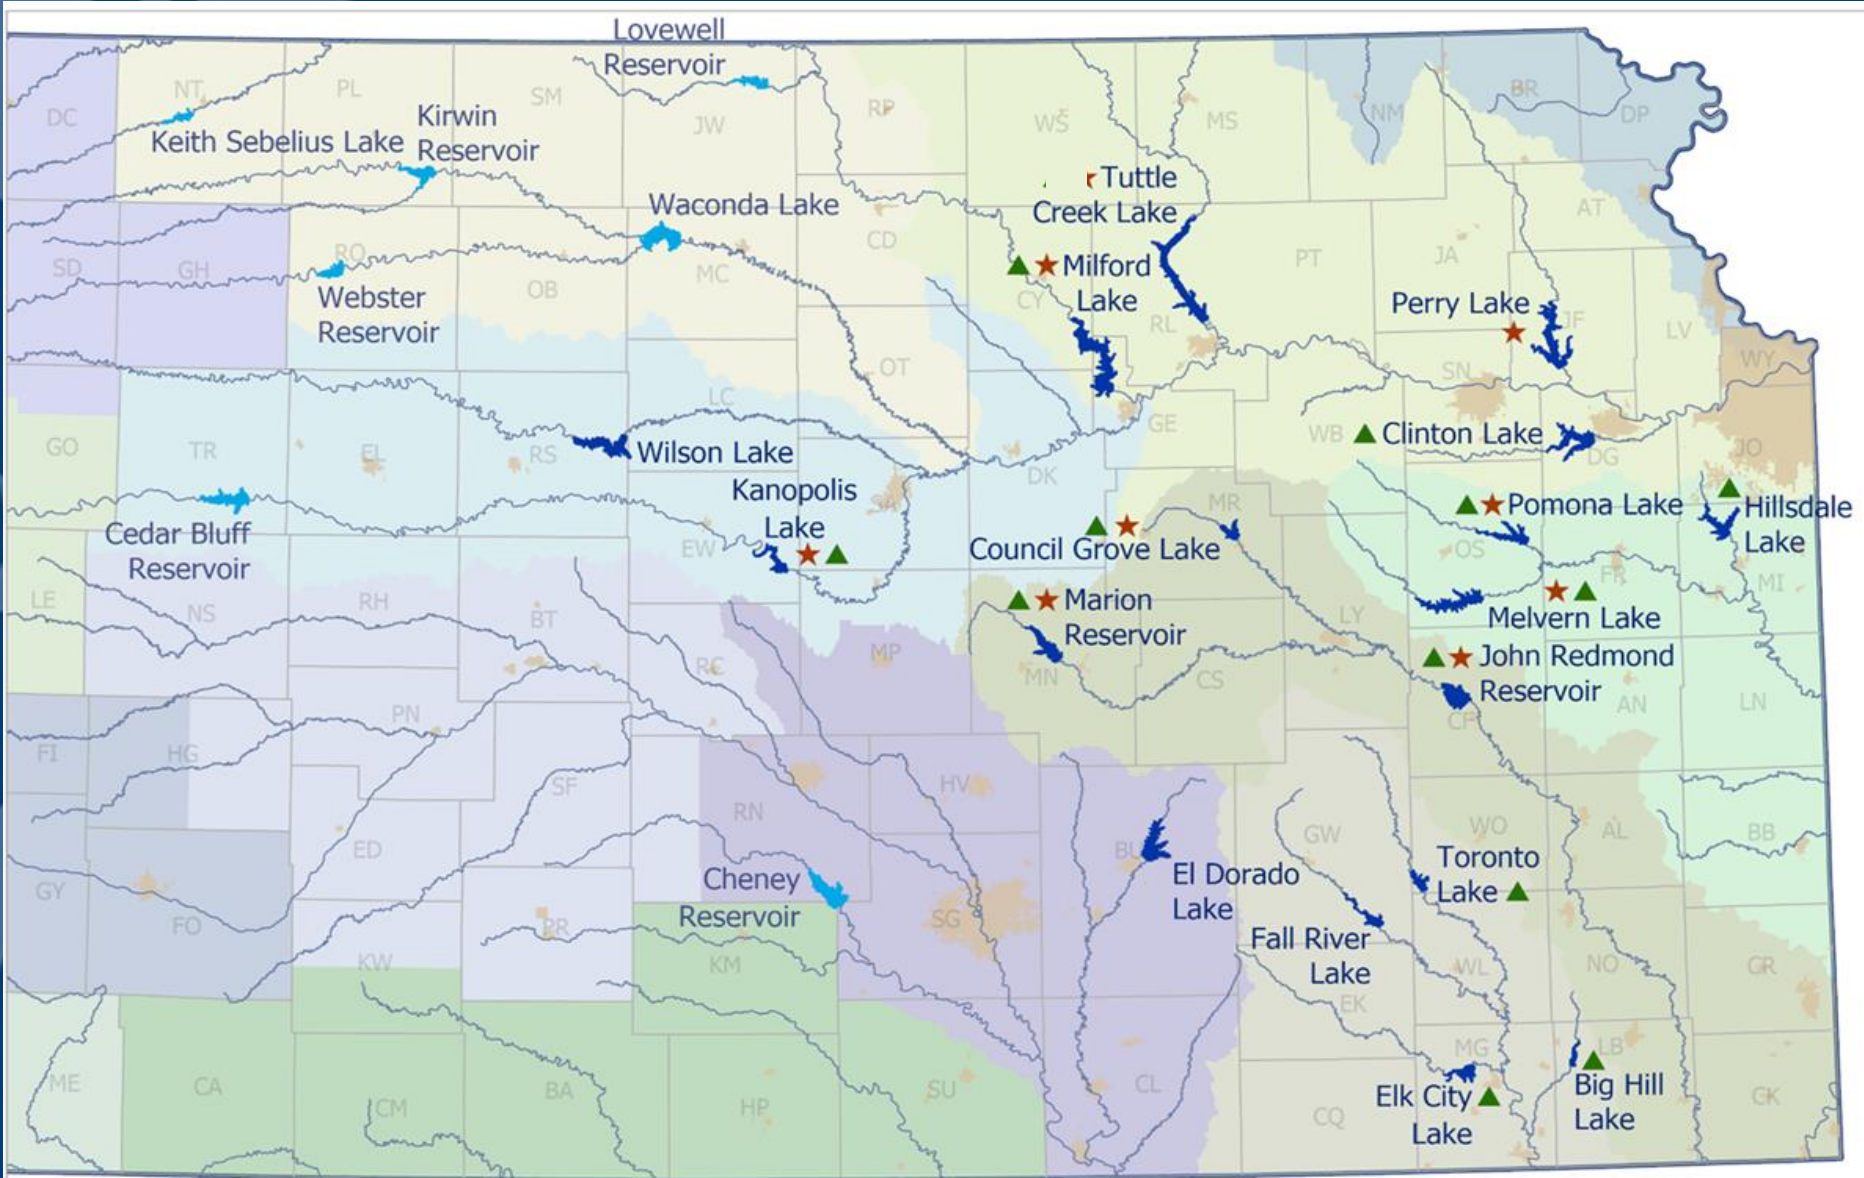 Lovewell
Reservoir
Kirwin
Reservoir
Keith Sebelius Lake
Waconda Lake
Webster
Reservoir
Tuttle
Creek Lake
Milford
Lake
Perry Lake
Wilson Lake
Clinton Lake
Kanopolis
Lake
Cedar Bluff
Reservoir
Council Grove Lake
Pomona Lake
Hillsdale
Lake
Marion
Reservoir
Melvern Lake
John Redmond
Reservoir
Cheney
Reservoir
El Dorado
Lake
Toronto
Lake
Fall River
Lake
Elk City
Lake
Big Hill
Lake
DC
NT
PL
SM
JW
RP
WS
MS
NM
BR
DP
SD
GH
RO
OB
MC
CD
CY
RL
PT
JA
AT
JF
LV
WY
GO
TR
EL
RS
LC
OT
DK
GE
WB
SN
DG
JO
LE
NS
RH
BT
EW
SA
MR
OS
FR
MI
RC
MP
MN
CS
LY
CF
AN
LN
FI
HG
PN
SF
RN
HV
BU
GW
WO
AL
BB
GY
FO
ED
PR
KW
KM
SG
EK
WL
NO
CR
ME
CA
CM
BA
HP
SU
CL
CQ
MG
LB
CK